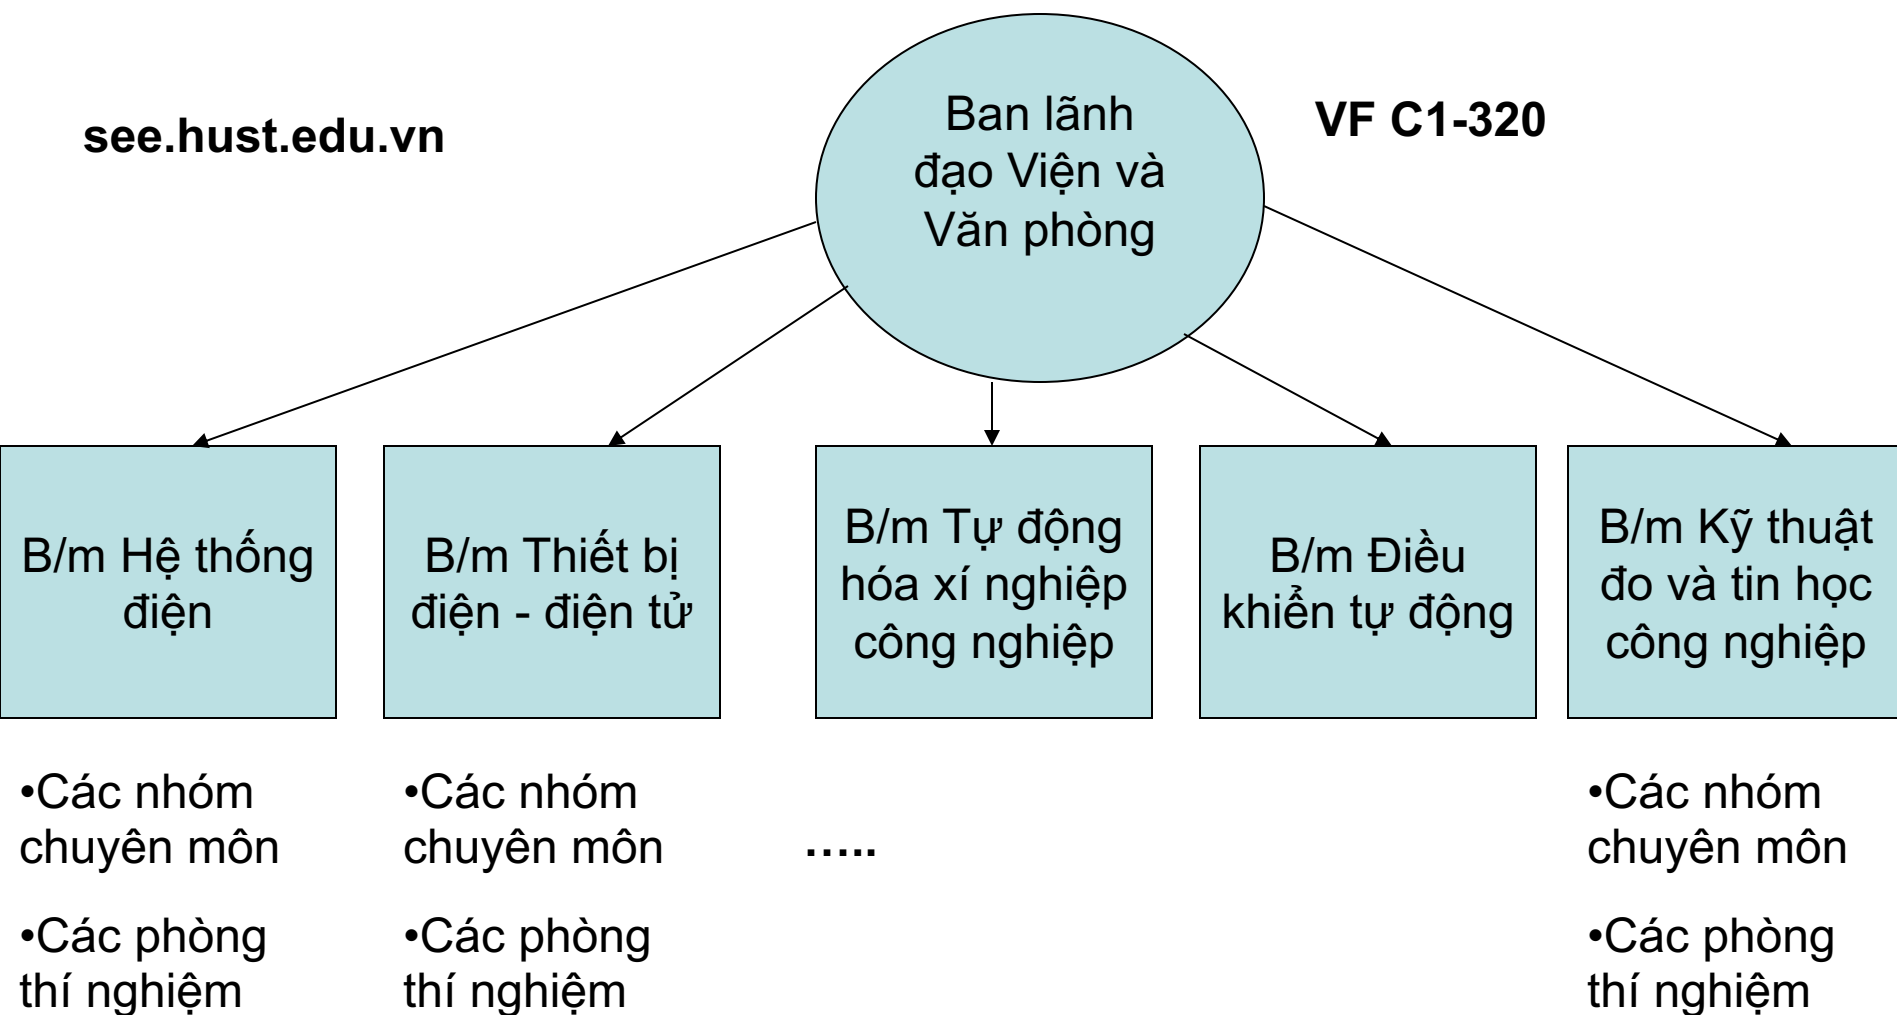 see.hust.edu.vn
Ban lãnh
đạo Viện và
Văn phòng
VF C1-320
B/m Hệ thống
điện
B/m Thiết bị
điện - điện tử
B/m Tự động
hóa xí nghiệp
công nghiệp
B/m Điều
khiển tự động
B/m Kỹ thuật
đo và tin học
công nghiệp
•Các nhóm
chuyên môn
•Các phòng
thí nghiệm
•Các nhóm
chuyên môn
•Các phòng
thí nghiệm
…..
•Các nhóm
chuyên môn
•Các phòng
thí nghiệm